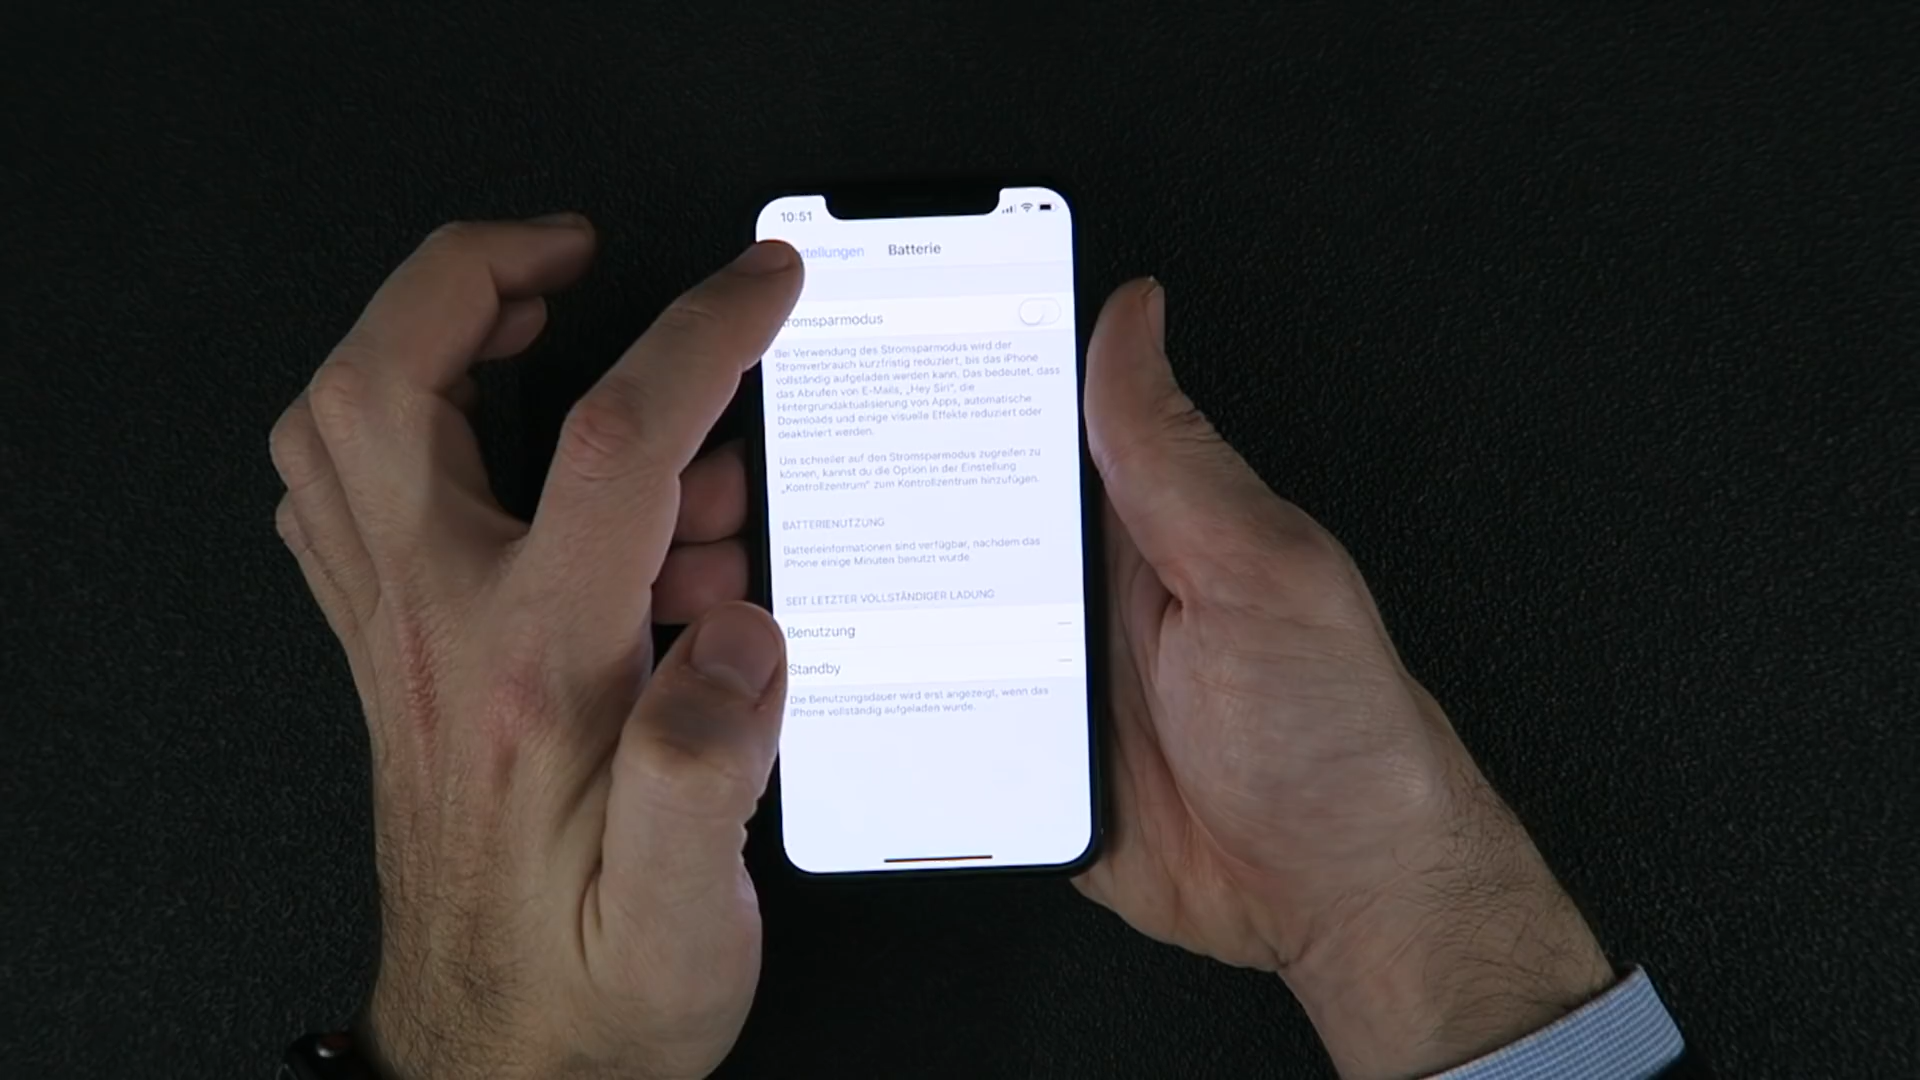 10:51
stellungen Batterie
romsparmodus
Bei Verwendung des Stromsparmodus wird der
Stromverbrauch kurzfristig reduziert, bis das iPhone
vollständig aufgeladen werden kann. Das bedeutet, dass
das Abrufen von E-Mails, „Hey Siri“, die
Hintergrundaktualisierung von Apps, automatische
Downloads und einige visuelle Effekte reduziert oder
deaktiviert werden.
Um schneller auf den Stromsparmodus zugreifen zu
können, kannst du die Option in der Einstellung
„Kontrollzentrum“ zum Kontrollzentrum hinzufügen.
BATTERIENUTZUNG
Batterieinformationen sind verfügbar, nachdem das
iPhone einige Minuten benutzt wurde
SEIT LETZTER VOLLSTÄNDIGER LADUNG
Benutzung —
Standby —
Die Benutzungsdauer wird erst angezeigt, wenn das
iPhone vollständig aufgeladen wurde.